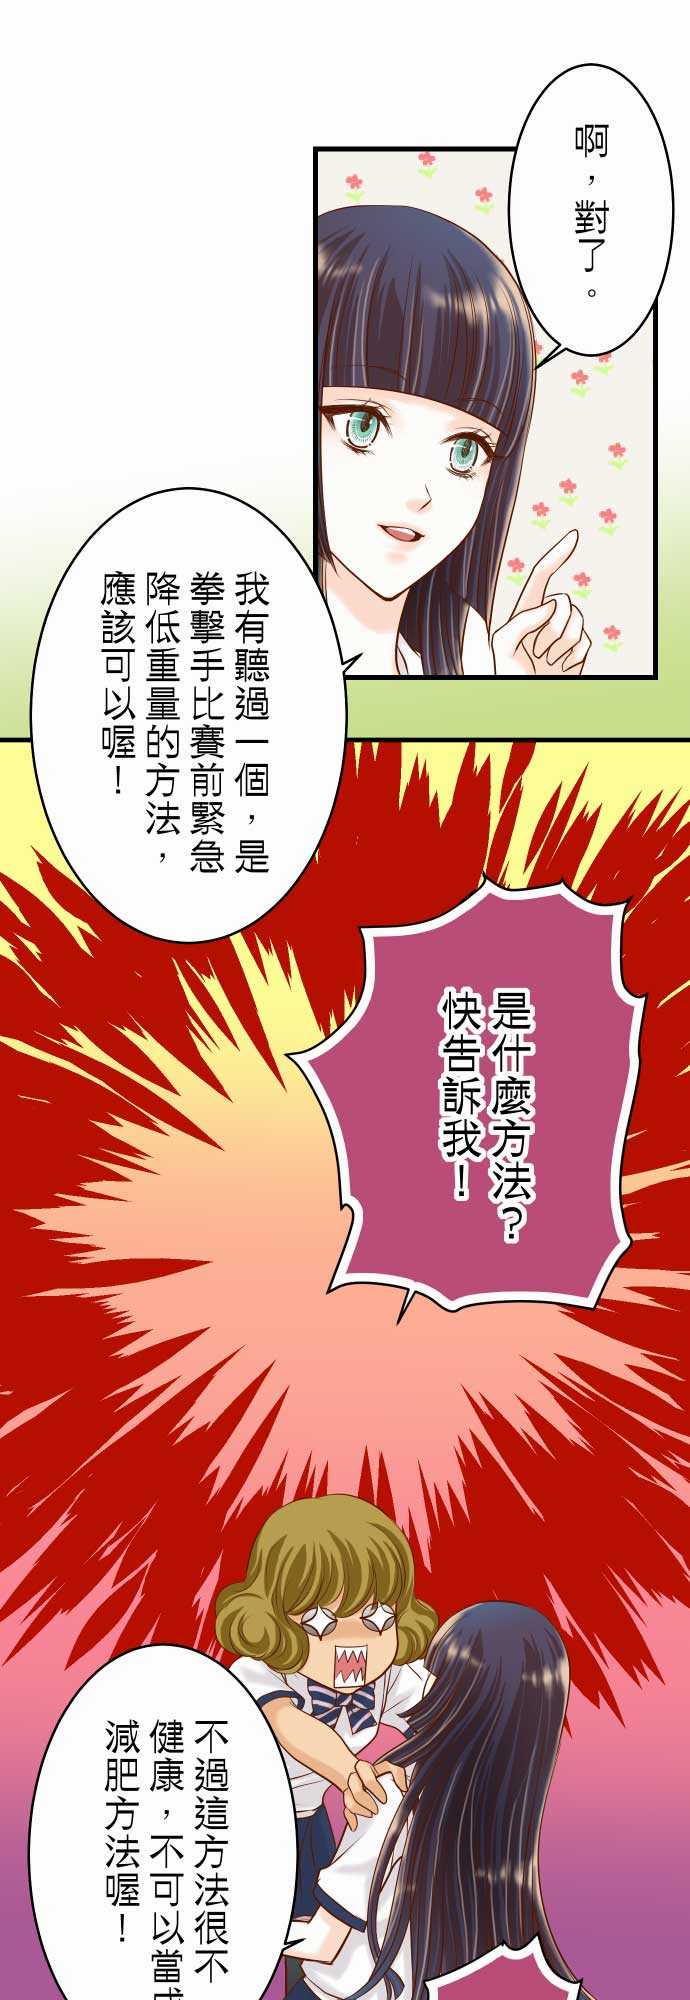 啊，對了。
我有聽過一個，是
拳擊手比賽前緊急
降低重量的方法，
應該可以喔！
是什麼方法？
快告訴我！
不過這方法很不
健康，不可以當成
減肥方法喔！